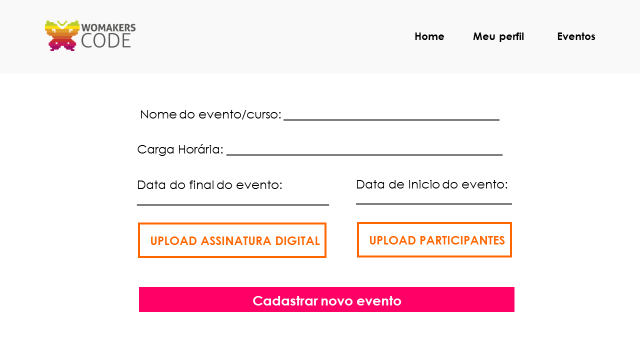 WOMAKERS
CODE
Home Meu perfil Eventos
Nome do evento/curso:
Carga Horária:
Data do final do evento: Data de Inicio do evento:
UPLOAD ASSINATURA DIGITAL UPLOAD PARTICIPANTES
Cadastrar novo evento